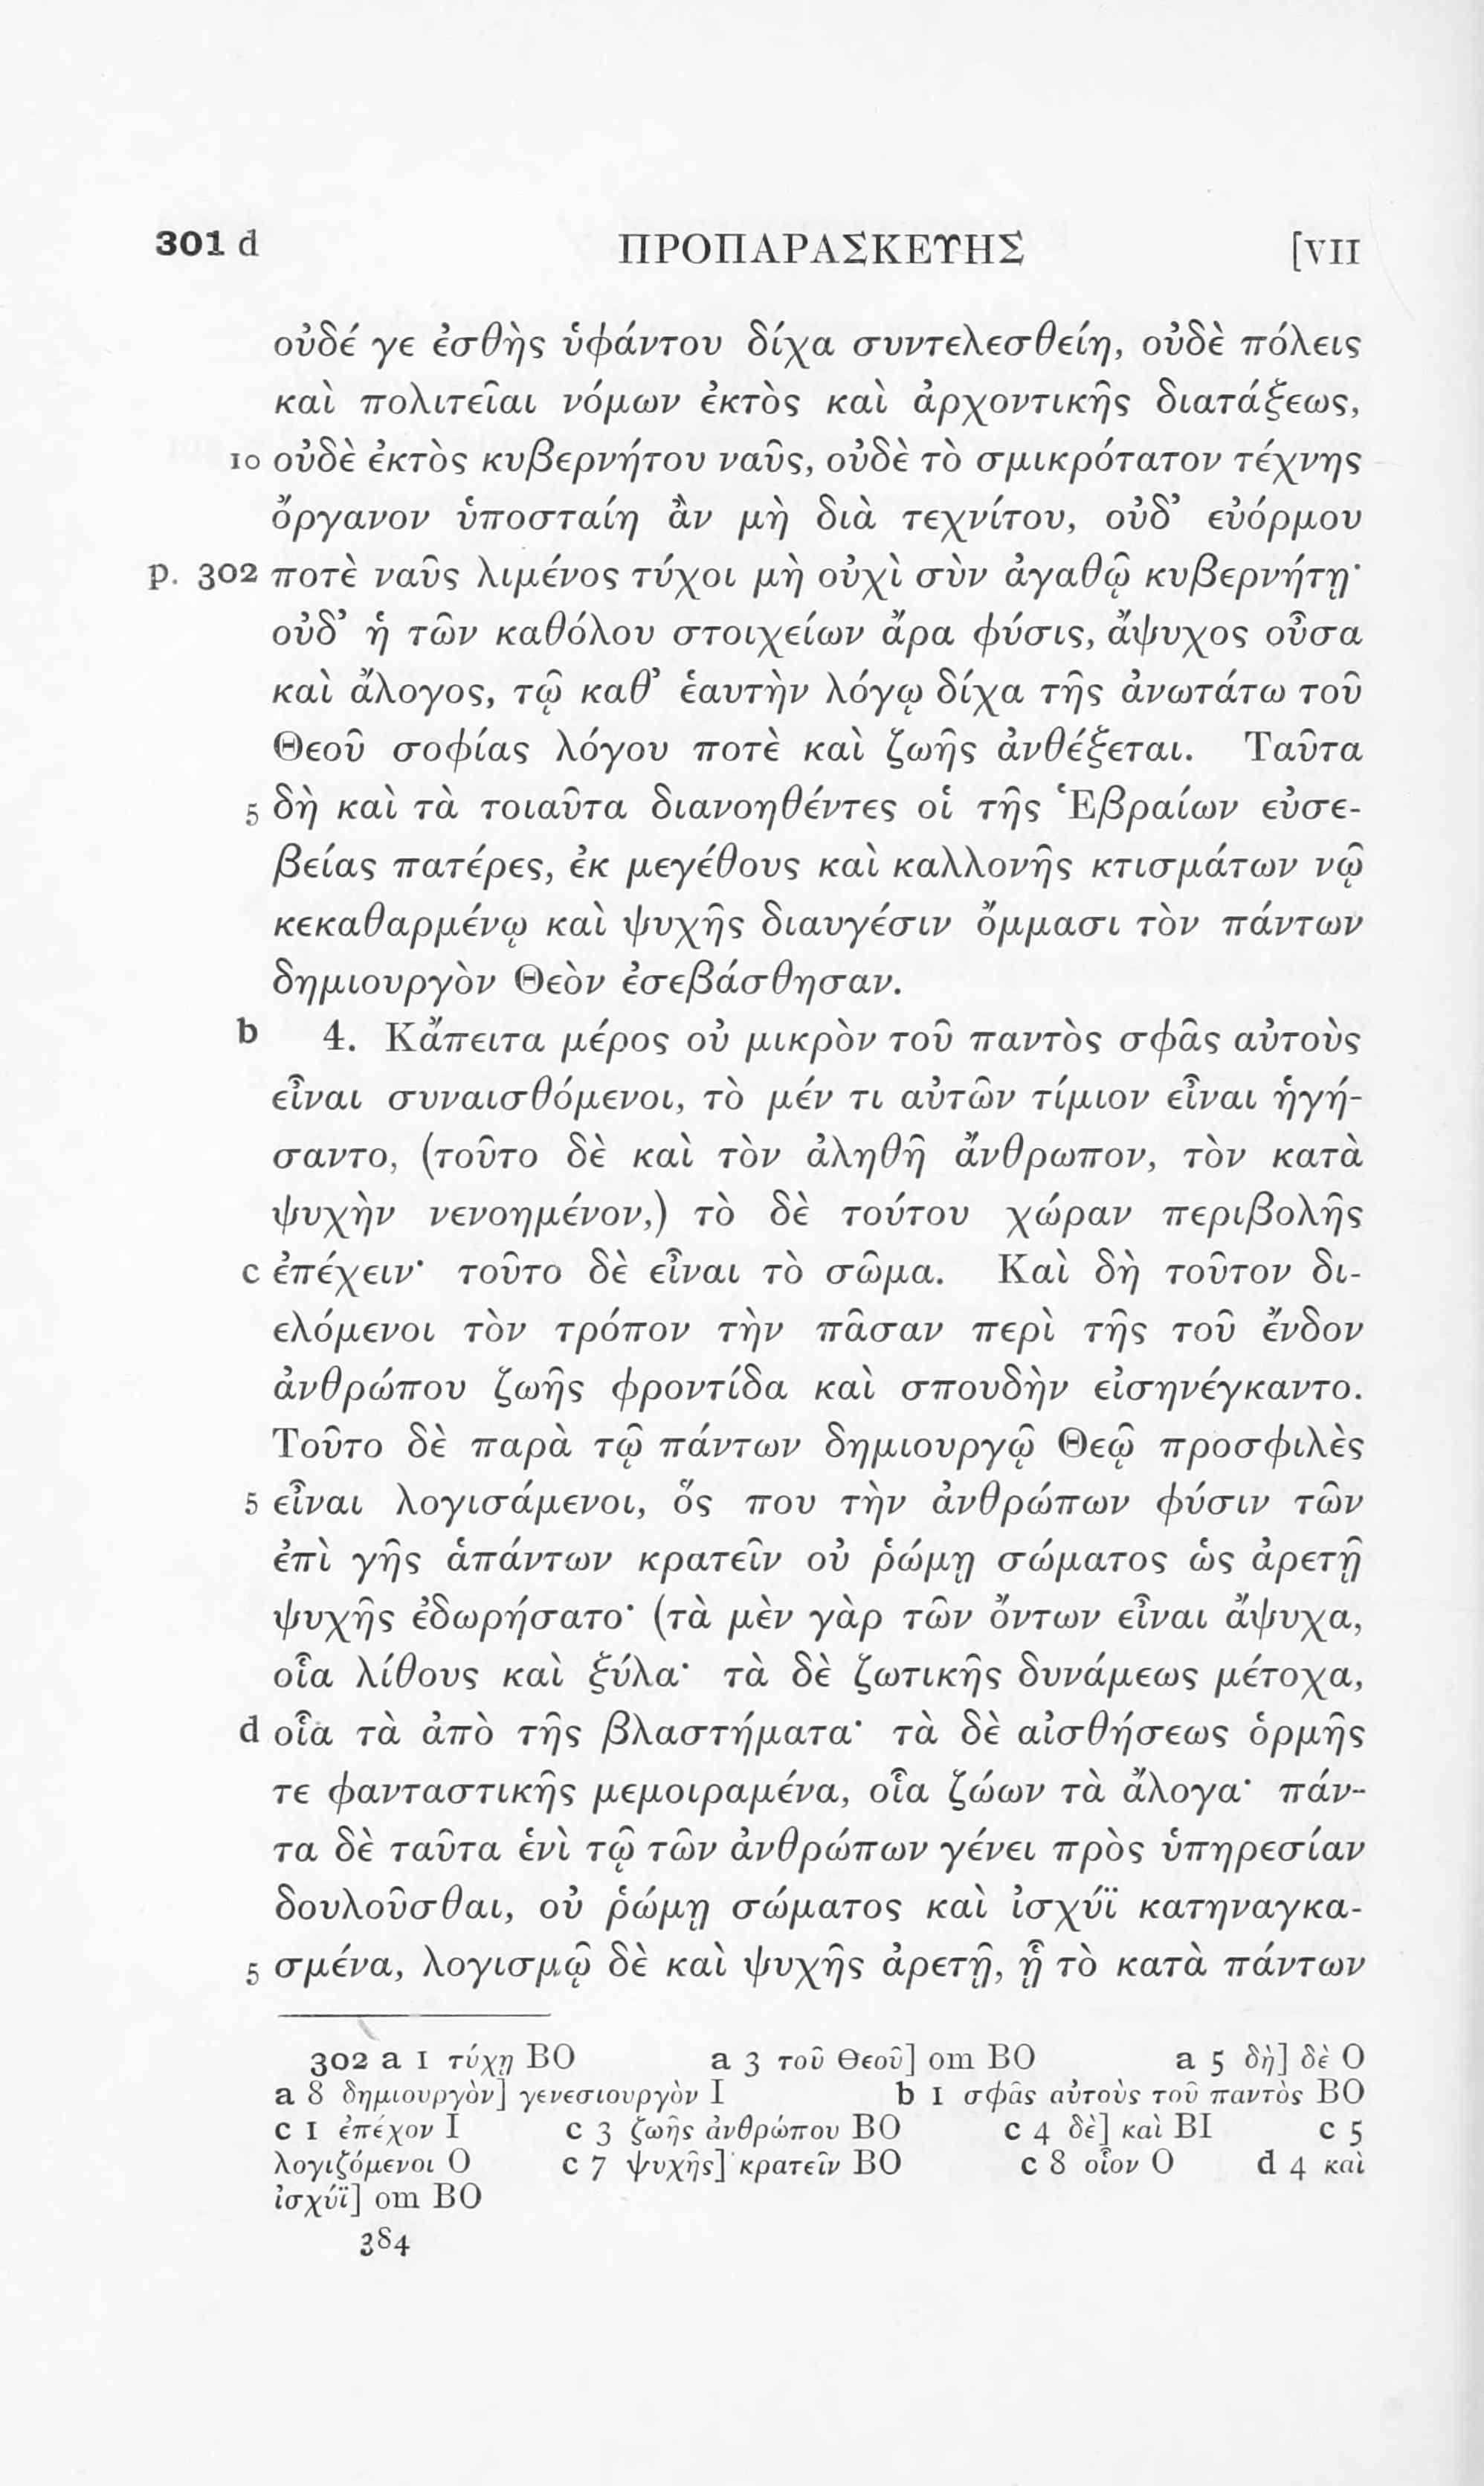 301 d ΠΡΟΠΑΡΑΣΚΕΥΗΣ [VII
οὐδέ γε ἐσθὴς ὑφάντου δίχα συντελεσθείη, οὐδὲ πόλεις
καὶ πολιτεῖαι νόμων ἐκτὸς καὶ ἀρχοντικῆς διατάξεως,
10 οὐδὲ ἐκτὸς κυβερνήτου ναῦς, οὐδὲ τὸ σμικρότατον τέχνης
ὄργανον ὑποσταίη ἂν μὴ διὰ τεχνίτου, οὐδ’ εὐόρμου
p. 302 ποτὲ ναῦς λιμένος τύχοι μὴ οὐχὶ σὺν ἀγαθῷ κυβερνήτῃ·
οὐδ’ ἡ τῶν καθόλου στοιχείων ἄρα φύσις, ἄψυχος οὖσα
καὶ ἄλογος, τῷ καθ’ ἑαυτὴν λόγῳ δίχα τῆς ἀνωτάτω τοῦ
Θεοῦ σοφίας λόγου ποτὲ καὶ ζωῆς ἀνθέξεται. Ταῦτα
5 δὴ καὶ τὰ τοιαῦτα διανοηθέντες οἱ τῆς Ἑβραίων εὐσε-
βείας πατέρες, ἐκ μεγέθους καὶ καλλονῆς κτισμάτων νῷ
κεκαθαρμένῳ καὶ ψυχῆς διαυγέσιν ὄμμασι τὸν πάντων
δημιουργὸν Θεὸν ἐσεβάσθησαν.
b 4. Κἄπειτα μέρος οὐ μικρὸν τοῦ παντὸς σφᾶς αὐτοὺς
εἶναι συναισθόμενοι, τὸ μέν τι αὐτῶν τίμιον εἶναι ἡγή-
σαντο, (τοῦτο δὲ καὶ τὸν ἀληθῆ ἄνθρωπον, τὸν κατὰ
ψυχὴν νενοημένον,) τὸ δὲ τούτου χώραν περιβολῆς
c ἐπέχειν· τοῦτο δὲ εἶναι τὸ σῶμα. Καὶ δὴ τοῦτον δι-
ελόμενοι τὸν τρόπον τὴν πᾶσαν περὶ τῆς τοῦ ἔνδον
ἀνθρώπου ζωῆς φροντίδα καὶ σπουδὴν εἰσηνέγκαντο.
Τοῦτο δὲ παρὰ τῷ πάντων δημιουργῷ Θεῷ προσφιλὲς
5 εἶναι λογισάμενοι, ὅς που τὴν ἀνθρώπων φύσιν τῶν
ἐπὶ γῆς ἁπάντων κρατεῖν οὐ ῥώμῃ σώματος ὡς ἀρετῇ
ψυχῆς ἐδωρήσατο· (τὰ μὲν γὰρ τῶν ὄντων εἶναι ἄψυχα,
οἷα λίθους καὶ ξύλα· τὰ δὲ ζωτικῆς δυνάμεως μέτοχα,
d οἷα τὰ ἀπὸ τῆς βλαστήματα· τὰ δὲ αἰσθήσεως ὁρμῆς
τε φανταστικῆς μεμοιραμένα, οἷα ζώων τὰ ἄλογα· πάν-
τα δὲ ταῦτα ἑνὶ τῷ τῶν ἀνθρώπων γένει πρὸς ὑπηρεσίαν
δουλοῦσθαι, οὐ ῥώμῃ σώματος καὶ ἰσχύϊ κατηναγκα-
5 σμένα, λογισμῷ δὲ καὶ ψυχῆς ἀρετῇ, ᾗ τὸ κατὰ πάντων
302 a 1 τύχῃ BO a 3 τοῦ Θεοῦ] om BO a 5 δὴ] δὲ O
a 8 δημιουργὸν] γενεσιουργὸν I b 1 σφᾶς αὐτοὺς τοῦ παντὸς BO
c 1 ἐπέχον I c 3 ζωῆς ἀνθρώπου BO c 4 δὲ] καὶ BI c 5
λογιζόμενοι O c 7 ψυχῆς] κρατεῖν BO c 8 οἷον O d 4 καὶ
ἰσχύϊ] om BO
384